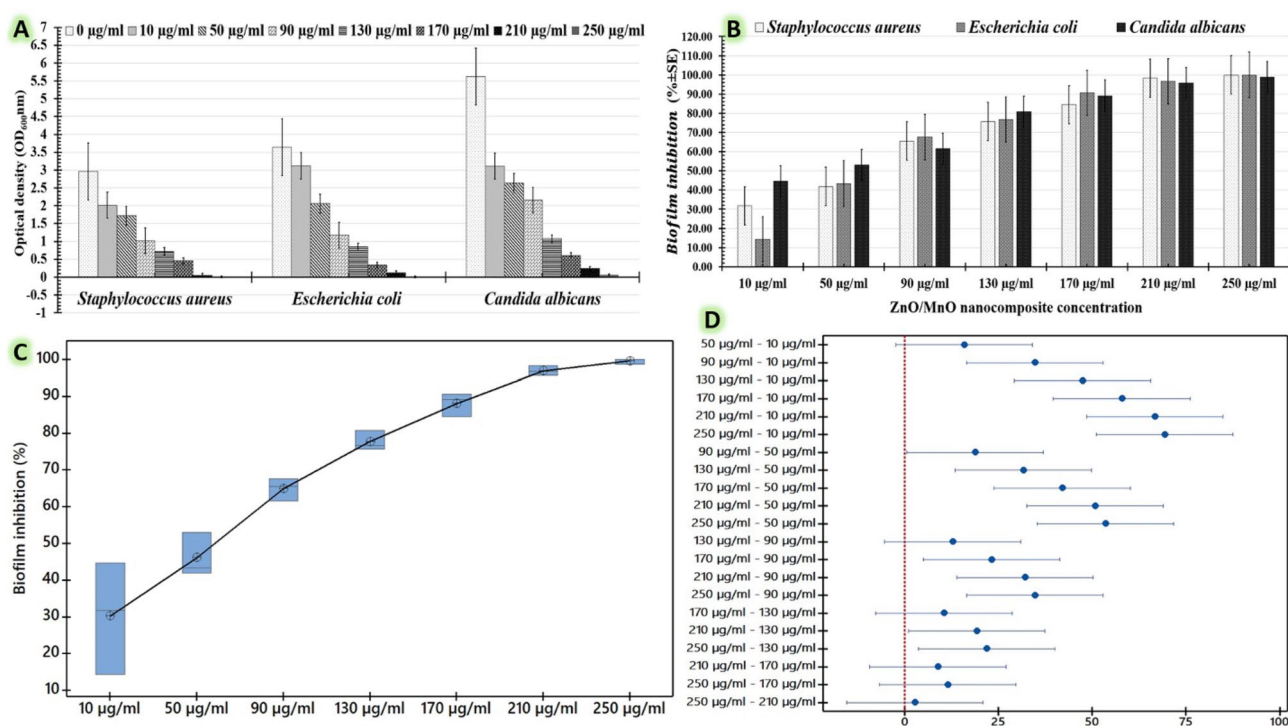 A
0 µg/ml 10 µg/ml 50 µg/ml 90 µg/ml 130 µg/ml 170 µg/ml 210 µg/ml 250 µg/ml
Optical density (OD600nm)
6.5
6
5.5
5
4.5
4
3.5
3
2.5
2
1.5
1
0.5
0
-0.5
-1
Staphylococcus aureus Escherichia coli Candida albicans
B
Staphylococcus aureus Escherichia coli Candida albicans
Biofilm inhibition (%±SE)
120.00
110.00
100.00
90.00
80.00
70.00
60.00
50.00
40.00
30.00
20.00
10.00
0.00
10 µg/ml 50 µg/ml 90 µg/ml 130 µg/ml 170 µg/ml 210 µg/ml 250 µg/ml
ZnO/MnO nanocomposite concentration
C
Biofilm inhibition (%)
100
90
80
70
60
50
40
30
20
10
10 µg/ml 50 µg/ml 90 µg/ml 130 µg/ml 170 µg/ml 210 µg/ml 250 µg/ml
D
50 µg/ml - 10 µg/ml
90 µg/ml - 10 µg/ml
130 µg/ml - 10 µg/ml
170 µg/ml - 10 µg/ml
210 µg/ml - 10 µg/ml
250 µg/ml - 10 µg/ml
90 µg/ml - 50 µg/ml
130 µg/ml - 50 µg/ml
170 µg/ml - 50 µg/ml
210 µg/ml - 50 µg/ml
250 µg/ml - 50 µg/ml
130 µg/ml - 90 µg/ml
170 µg/ml - 90 µg/ml
210 µg/ml - 90 µg/ml
250 µg/ml - 90 µg/ml
170 µg/ml - 130 µg/ml
210 µg/ml - 130 µg/ml
250 µg/ml - 130 µg/ml
210 µg/ml - 170 µg/ml
250 µg/ml - 170 µg/ml
250 µg/ml - 210 µg/ml
0 25 50 75 100